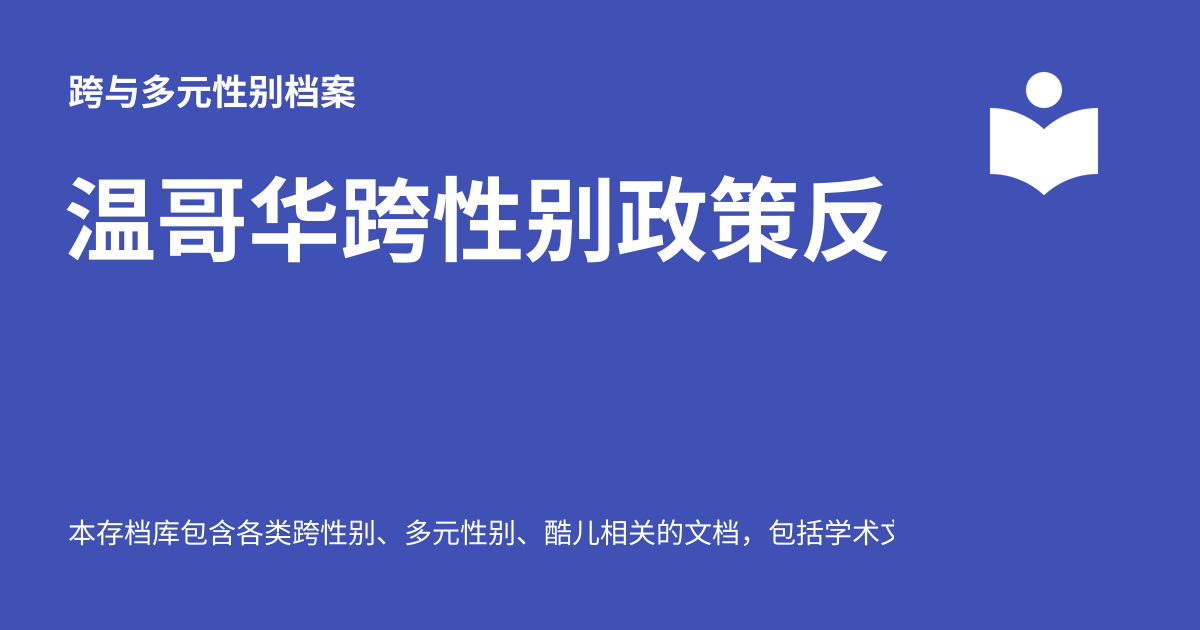 跨与多元性别档案
温哥华跨性别政策反
本存档库包含各类跨性别、多元性别、酷儿相关的文档，包括学术文